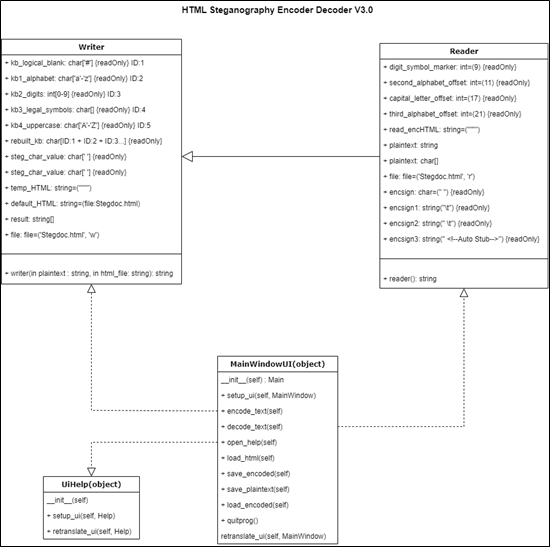 HTML Steganography Encoder Decoder V3.0
Writer
+ kb_logical_blank: char['#'] {readOnly} ID:1
+ kb1_alphabet: char['a'-'z'] {readOnly} ID:2
+ kb2_digits: int[0-9] {readOnly} ID:3
+ kb3_legal_symbols: char[] {readOnly} ID:4
+ kb4_uppercase: char['A'-'Z'] {readOnly} ID:5
+ rebuilt_kb: char[ID:1 + ID:2 + ID:3...] {readOnly}
+ steg_char_value: char[' '] {readOnly}
+ steg_char_value: char[' '] {readOnly}
+ temp_HTML: string=("""")
+ default_HTML: string=(file:Stegdoc.html)
+ result: string[]
+ file: file=('Stegdoc.html', 'w')
+ writer(in plaintext : string, in html_file: string): string
Reader
+ digit_symbol_marker: int=(9) {readOnly}
+ second_alphabet_offset: int=(11) {readOnly}
+ capital_letter_offset: int=(17) {readOnly}
+ third_alphabet_offset: int=(21) {readOnly}
+ read_encHTML: string=("""")
+ plaintext: string
+ plaintext: char[]
+ file: file=('Stegdoc.html', 'r')
+ encsign: char=(" ") {readOnly}
+ encsign1: string("\t") {readOnly}
+ encsign2: string(" \t") {readOnly}
+ encsign3: string(" <!--Auto Stub-->") {readOnly}
+ reader(): string
MainWindowUI(object)
__init__(self) : Main
+ setup_ui(self, MainWindow)
+ encode_text(self)
+ decode_text(self)
+ open_help(self)
+ load_html(self)
+ save_encoded(self)
+ save_plaintext(self)
+ load_encoded(self)
+ quitprog()
retranslate_ui(self, MainWindow)
UiHelp(object)
__init__(self)
+ setup_ui(self, Help)
+ retranslate_ui(self, Help)